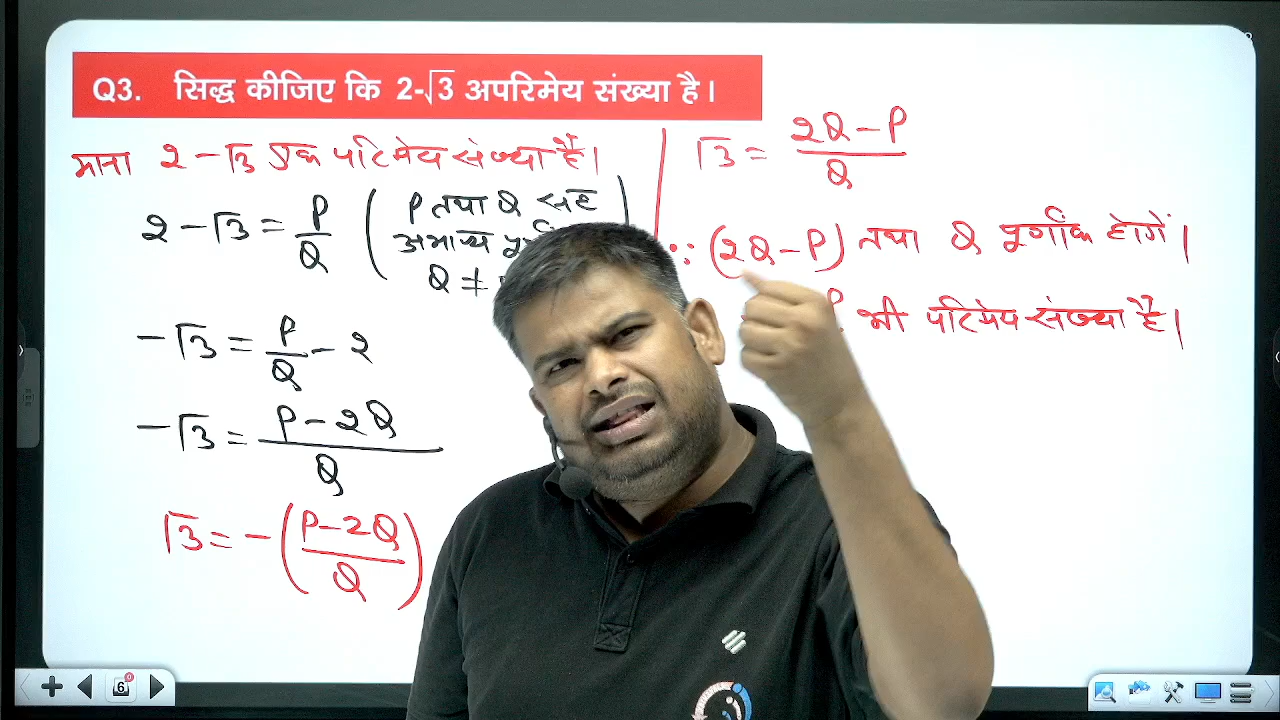 Q3. सिद्ध कीजिए कि 2-√3 अपरिमेय संख्या है।
माना 2-√3 एक परिमेय संख्या है।
2-√3 = P/Q ( P तथा Q सह
अभाज्य
Q ≠
-√3 = P/Q - 2
-√3 = P-2Q/Q
√3 = -(P-2Q/Q)
√3 = 2Q-P/Q
∵ (2Q-P) तथा Q पूर्णांक होगें।
भी परिमेय संख्या है।
6
0